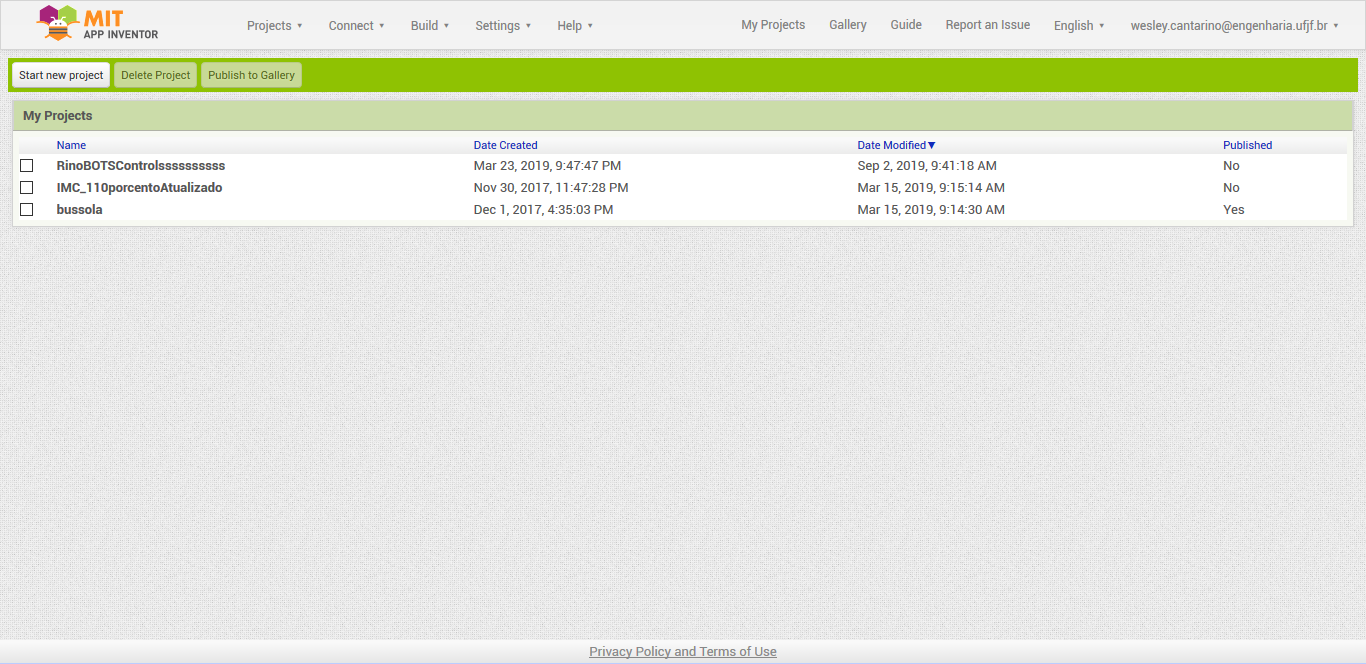 MIT
APP INVENTOR
Projects Connect Build Settings Help My Projects Gallery Guide Report an Issue English wesley.cantarino@engenharia.ufjf.br
Start new project Delete Project Publish to Gallery
My Projects
Name Date Created Date Modified Published
RinoBOTSControlssssssssss Mar 23, 2019, 9:47:47 PM Sep 2, 2019, 9:41:18 AM No
IMC_110porcentoAtualizado Nov 30, 2017, 11:47:28 PM Mar 15, 2019, 9:15:14 AM No
bussola Dec 1, 2017, 4:35:03 PM Mar 15, 2019, 9:14:30 AM Yes
Privacy Policy and Terms of Use